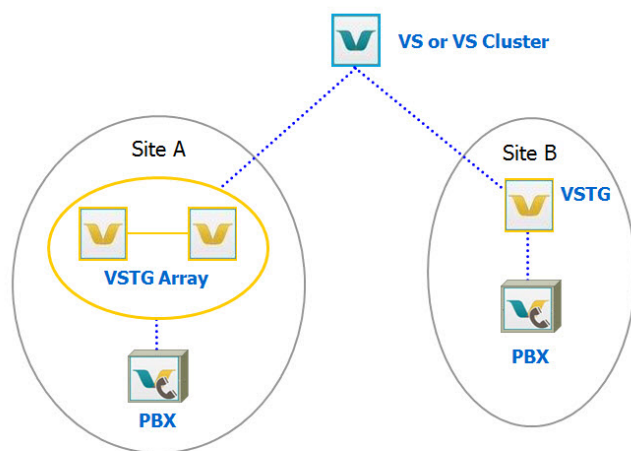 VS or VS Cluster
Site A
Site B
VSTG
VSTG Array
PBX
PBX